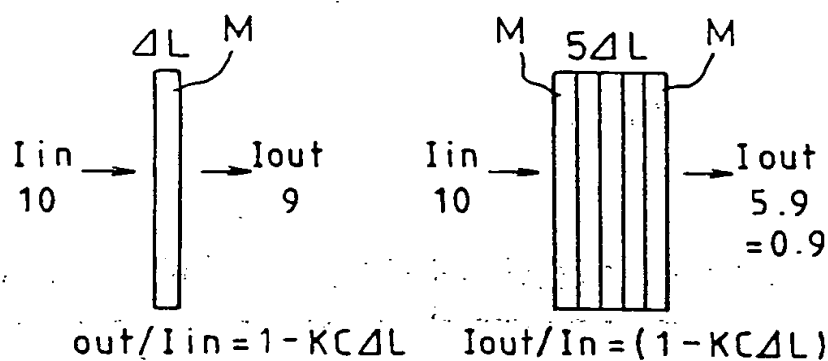 ΔL M
Iin
10
Iout
9
out/Iin=1-KCΔL
M 5ΔL M
Iin
10
Iout
5.9
=0.9
Iout/In=(1-KCΔL)